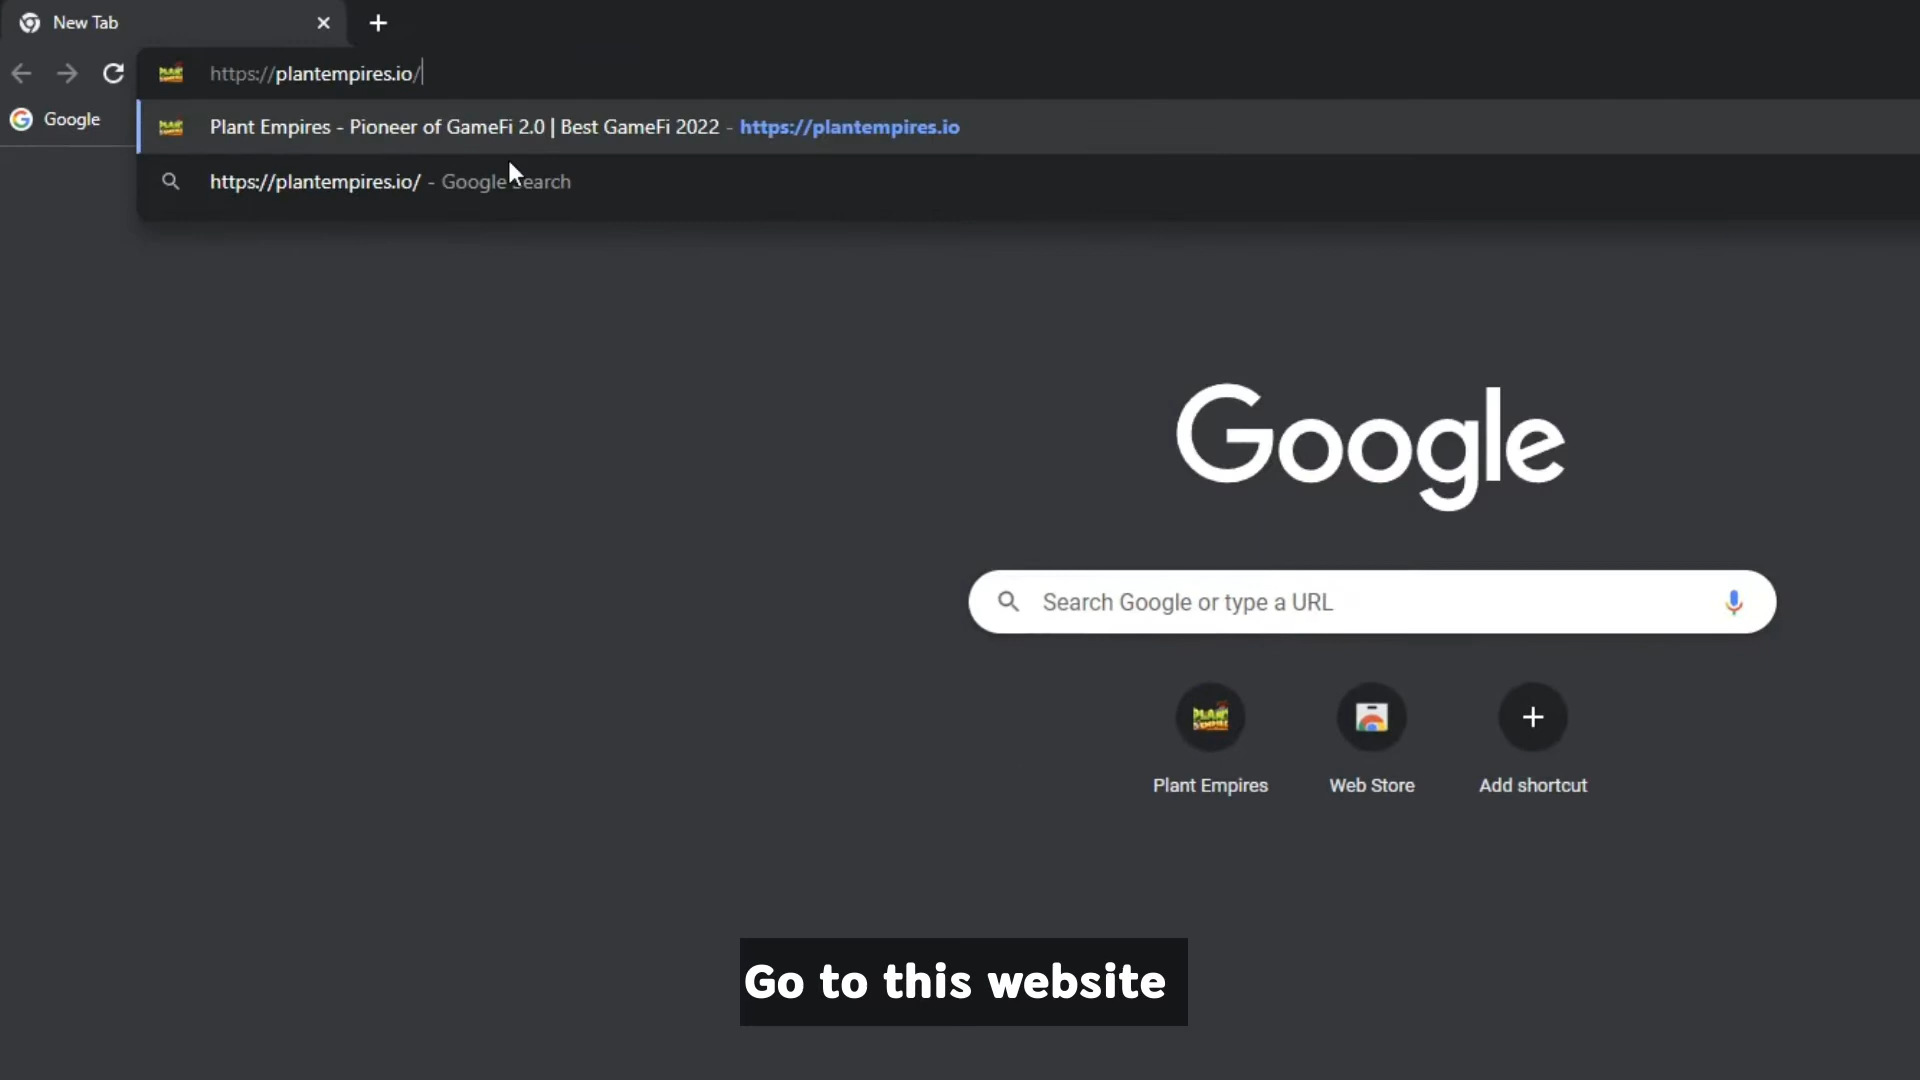 New Tab
https://plantempires.io/
Google
Plant Empires - Pioneer of GameFi 2.0 | Best GameFi 2022 - https://plantempires.io
https://plantempires.io/ - Google Search
Google
Search Google or type a URL
Plant Empires
Web Store
Add shortcut
Go to this website